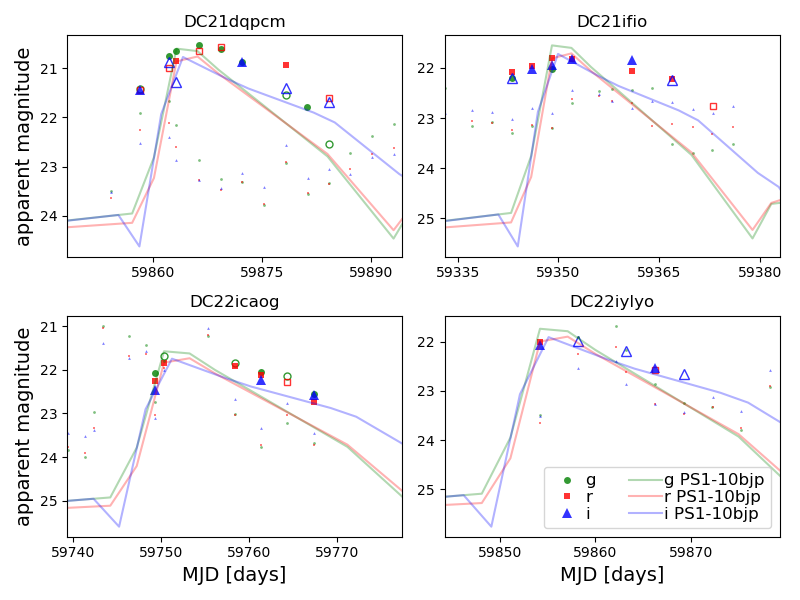 DC21dqpcm
DC21ifio
apparent magnitude
21
22
23
24
59860
59875
59890
22
23
24
25
59335
59350
59365
59380
DC22icaog
DC22iylyo
apparent magnitude
21
22
23
24
25
59740
59750
59760
59770
MJD [days]
22
23
24
25
59850
59860
59870
MJD [days]
g g PS1-10bjp
r r PS1-10bjp
i i PS1-10bjp